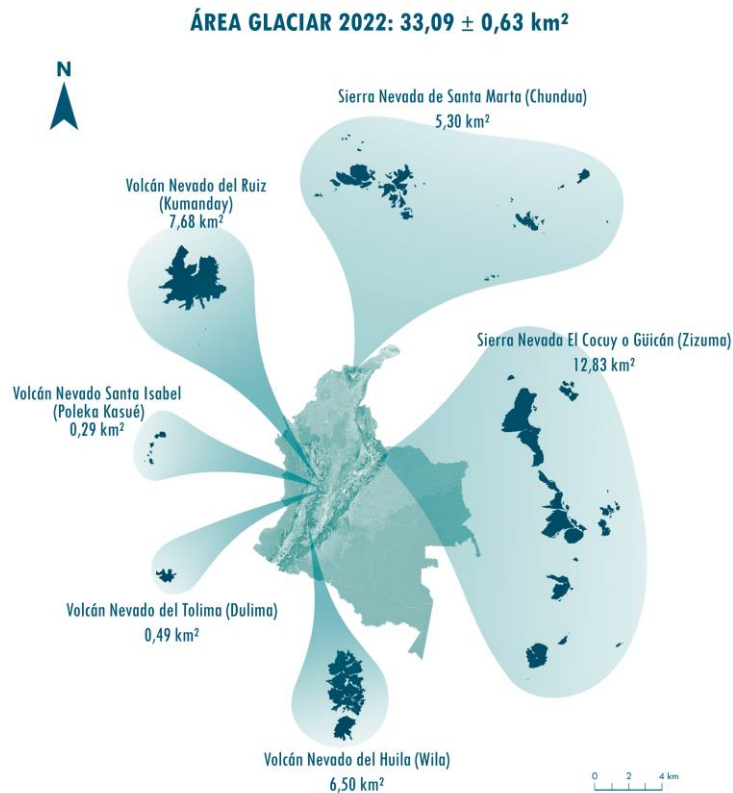 ÁREA GLACIAR 2022: 33,09 ± 0,63 km²
N
Sierra Nevada de Santa Marta (Chundua)
5,30 km²
Volcán Nevado del Ruiz
(Kumanday)
7,68 km²
Sierra Nevada El Cocuy o Güicán (Zizuma)
12,83 km²
Volcán Nevado Santa Isabel
(Poleka Kasué)
0,29 km²
Volcán Nevado del Tolima (Dulima)
0,49 km²
Volcán Nevado del Huila (Wila)
6,50 km²
0 2 4 km